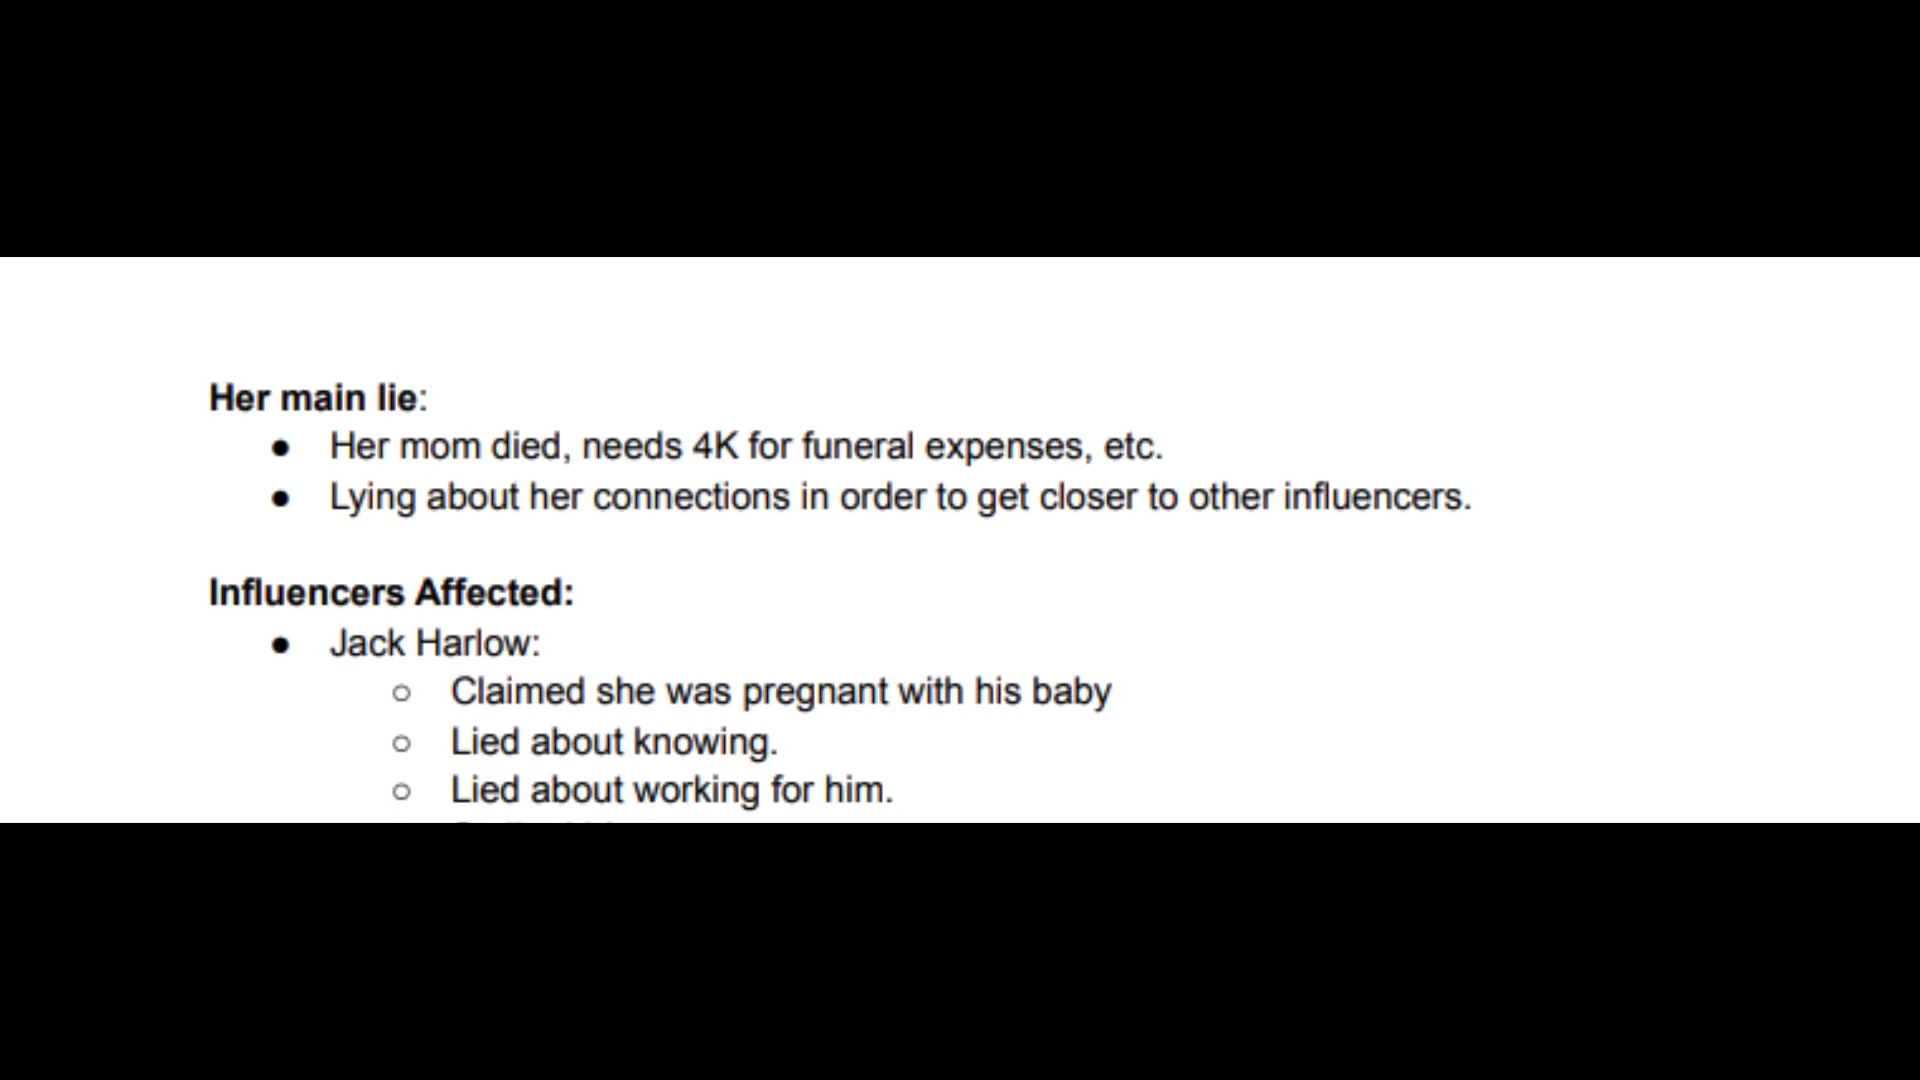 Her main lie:
● Her mom died, needs 4K for funeral expenses, etc.
● Lying about her connections in order to get closer to other influencers.
Influencers Affected:
● Jack Harlow:
○ Claimed she was pregnant with his baby
○ Lied about knowing.
○ Lied about working for him.